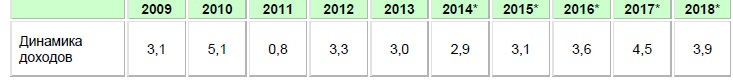 2009 2010 2011 2012 2013 2014* 2015* 2016* 2017* 2018*
Динамика
доходов 3,1 5,1 0,8 3,3 3,0 2,9 3,1 3,6 4,5 3,9